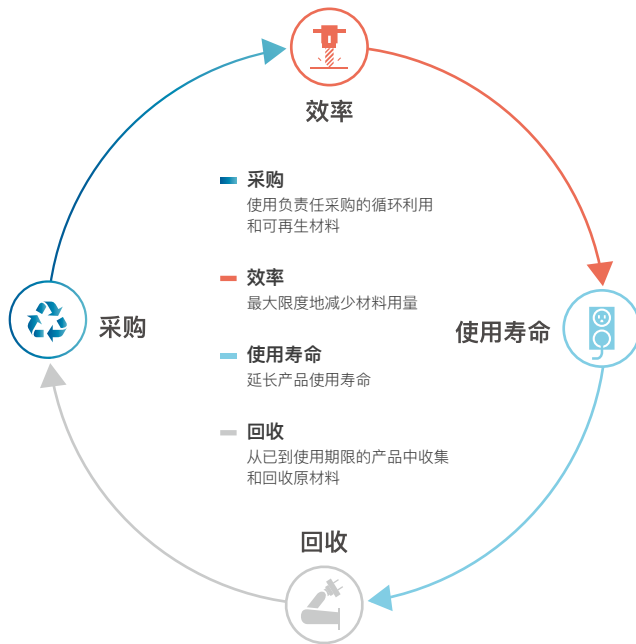 效率
采购
使用负责任采购的循环利用
和可再生材料
效率
最大限度地减少材料用量
采购
使用寿命
使用寿命
延长产品使用寿命
回收
从已到使用期限的产品中收集
和回收原材料
回收